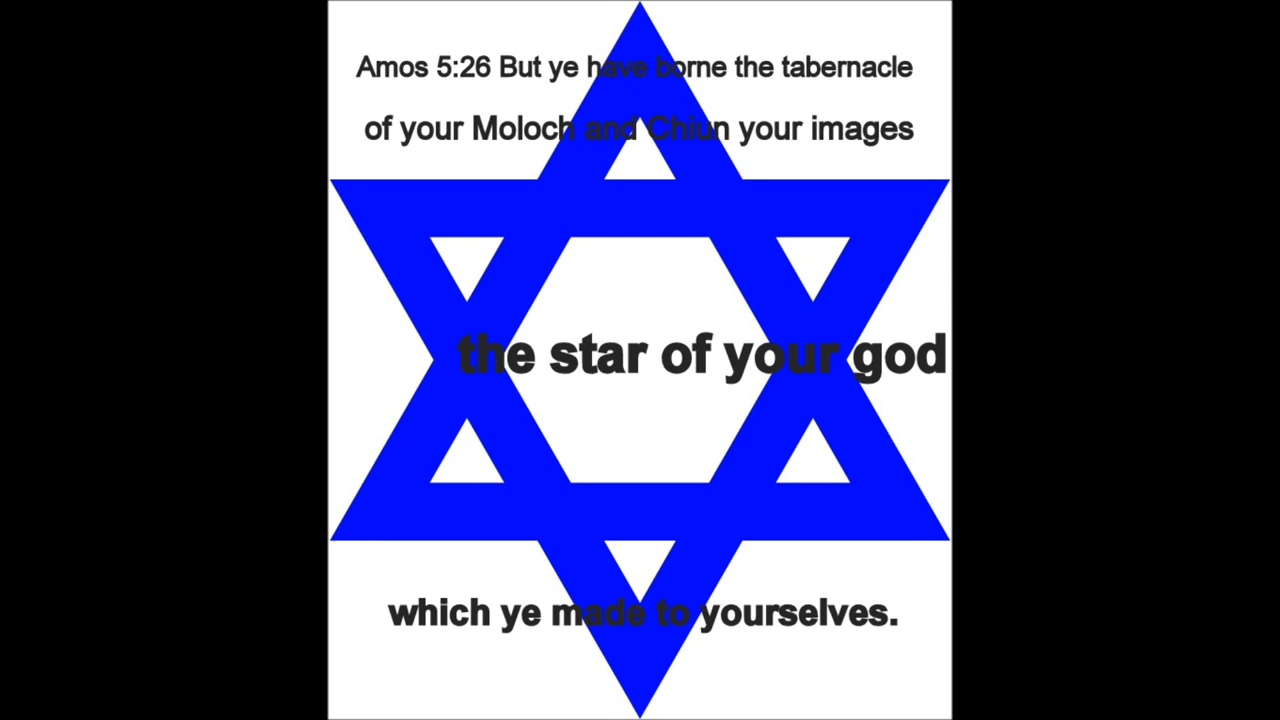 Amos 5:26 But ye have borne the tabernacle
of your Moloch and Chiun your images
the star of your god
which ye made to yourselves.